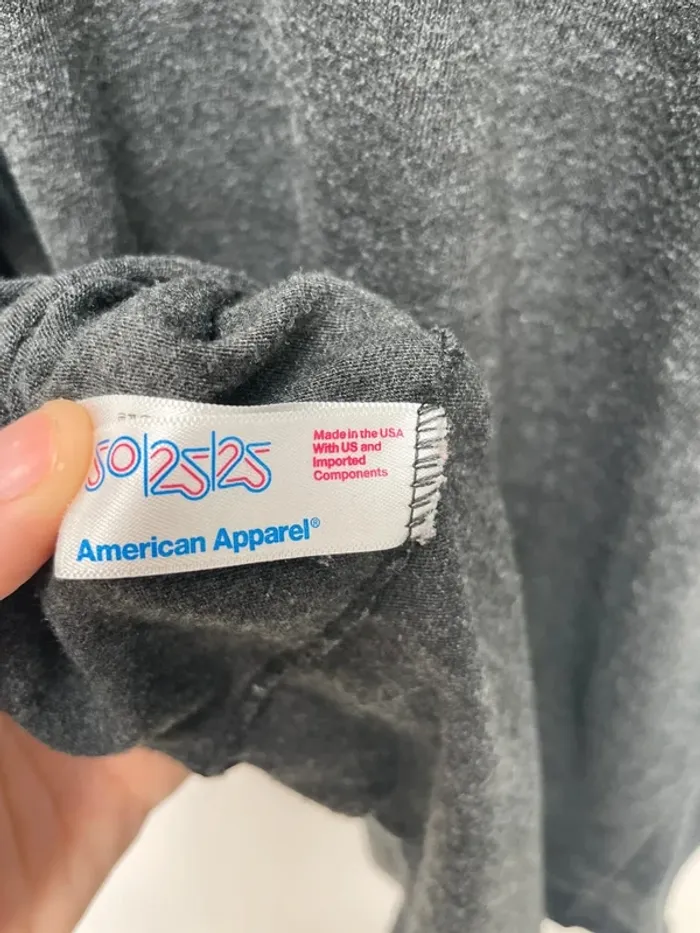 50|25|25
Made in the USA
With US and
Imported
Components
American Apparel®